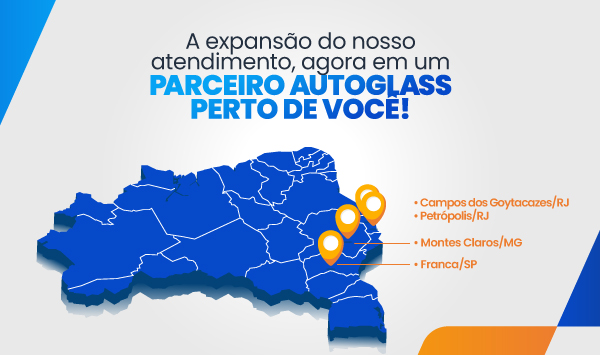 A expansão do nosso
atendimento, agora em um
PARCEIRO AUTOGLASS
PERTO DE VOCÊ!
• Campos dos Goytacazes/RJ
• Petrópolis/RJ
• Montes Claros/MG
• Franca/SP